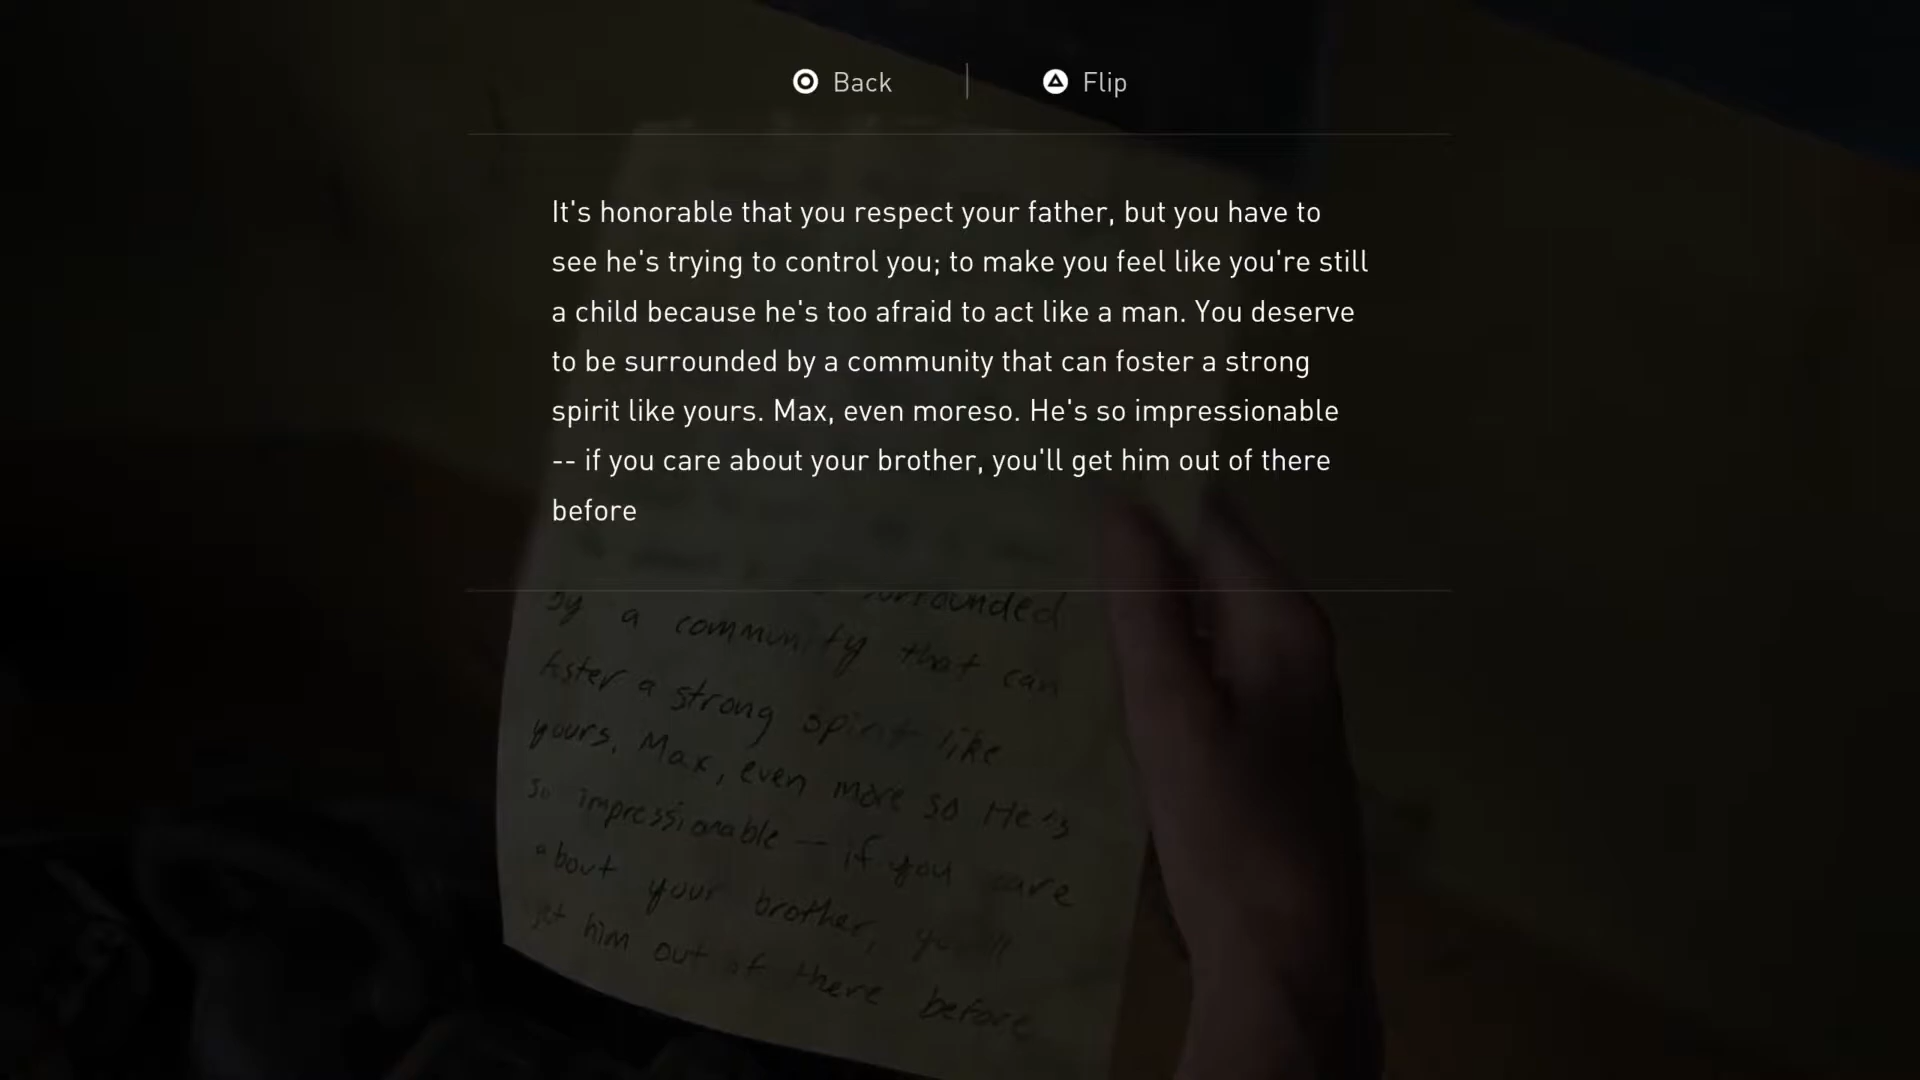 Back | Flip
It's honorable that you respect your father, but you have to
see he's trying to control you; to make you feel like you're still
a child because he's too afraid to act like a man. You deserve
to be surrounded by a community that can foster a strong
spirit like yours. Max, even moreso. He's so impressionable
-- if you care about your brother, you'll get him out of there
before
surrounded
by a community that can
foster a strong spirit like
yours. Max, even more so He's
so impressionable — if you care
about your brother, you'll
get him out of there before